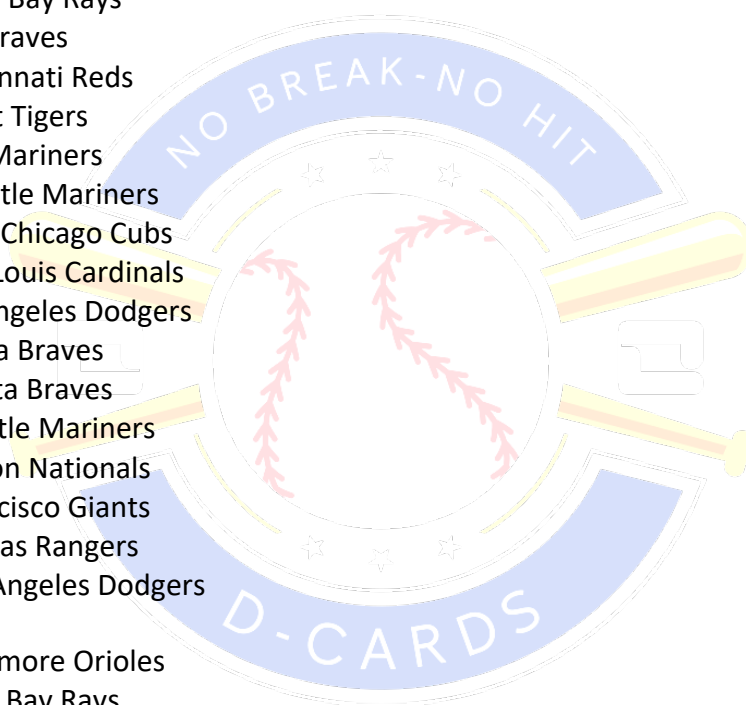 Bay Rays
raves
nnati Reds
t Tigers
Mariners
tle Mariners
Chicago Cubs
Louis Cardinals
ngeles Dodgers
a Braves
ta Braves
tle Mariners
on Nationals
cisco Giants
as Rangers
Angeles Dodgers
more Orioles
Bay Rays
NO BREAK-NO HIT
D-CARDS